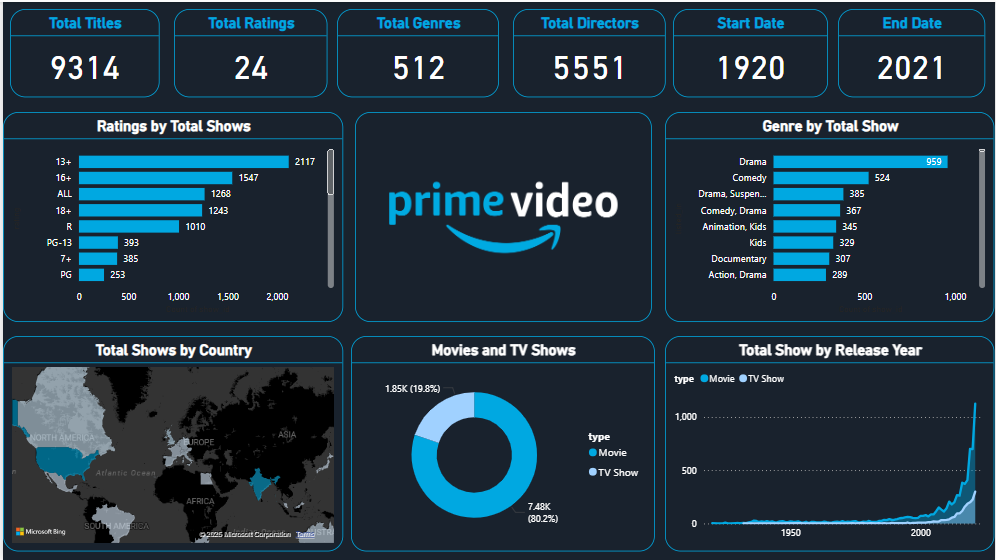 Total Titles
9314
Total Ratings
24
Total Genres
512
Total Directors
5551
Start Date
1920
End Date
2021
Ratings by Total Shows
13+ 2117
16+ 1547
ALL 1268
18+ 1243
R 1010
PG-13 393
7+ 385
PG 253
0 500 1,000 1,500 2,000
prime video
Genre by Total Show
Drama 959
Comedy 524
Drama, Suspen... 385
Comedy, Drama 367
Animation, Kids 345
Kids 329
Documentary 307
Action, Drama 289
0 500 1,000
Total Shows by Country
NORTH AMERICA
EUROPE
ASIA
Atlantic Ocean
AFRICA
SOUTH AMERICA
Indian Ocean
Microsoft Bing
© 2025 Microsoft Corporation Terms
Movies and TV Shows
1.85K (19.8%)
7.48K
(80.2%)
type
Movie
TV Show
Total Show by Release Year
type Movie TV Show
1,000
500
0
1950 2000